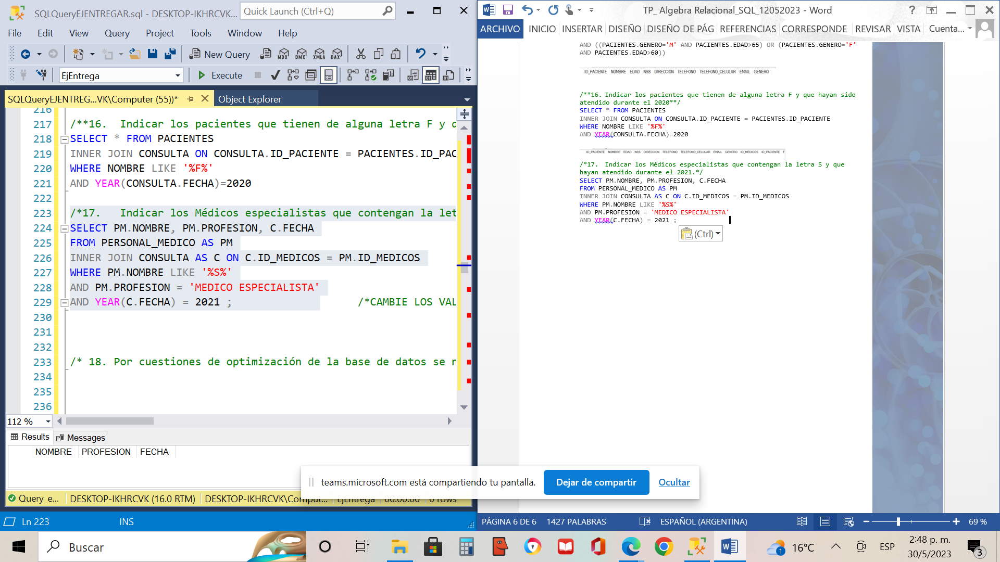 SQLQueryEJENTREGAR.sql - DESKTOP-IKHRCVK...
Quick Launch (Ctrl+Q)
File Edit View Query Project Tools Window Help
New Query MDX DMX XMLA DAX
EjEntrega Execute
SQLQueryEJENTREG...VK\Computer (55))* Object Explorer
216
217 /**16.  Indicar los pacientes que tienen de alguna letra F y q
218 SELECT * FROM PACIENTES
219 INNER JOIN CONSULTA ON CONSULTA.ID_PACIENTE = PACIENTES.ID_PAC
220 WHERE NOMBRE LIKE '%F%'
221 AND YEAR(CONSULTA.FECHA)=2020
222
223 /*17.   Indicar los Médicos especialistas que contengan la let
224 SELECT PM.NOMBRE, PM.PROFESION, C.FECHA
225 FROM PERSONAL_MEDICO AS PM
226 INNER JOIN CONSULTA AS C ON C.ID_MEDICOS = PM.ID_MEDICOS
227 WHERE PM.NOMBRE LIKE '%S%'
228 AND PM.PROFESION = 'MEDICO ESPECIALISTA'
229 AND YEAR(C.FECHA) = 2021 ; /*CAMBIE LOS VAL
230
231
232
233 /* 18. Por cuestiones de optimización de la base de datos se n
234
235
236
112 %
Results Messages
NOMBRE PROFESION FECHA
Query e... DESKTOP-IKHRCVK (16.0 RTM) DESKTOP-IKHRCVK\Comput... EjEntrega 00:00:00 0 rows
Ln 223 INS
TP_ Algebra Relacional_SQL_12052023 - Word
ARCHIVO INICIO INSERTAR DISEÑO DISEÑO DE PÁG REFERENCIAS CORRESPONDE REVISAR VISTA Cuenta...
AND ((PACIENTES.GENERO='M' AND PACIENTES.EDAD>65) OR (PACIENTES.GENERO='F'
AND PACIENTES.EDAD>60))
ID_PACIENTE NOMBRE EDAD NSS DIRECCION TELEFONO TELEFONO_CELULAR EMAIL GENERO
/**16. Indicar los pacientes que tienen de alguna letra F y que hayan sido
atendido durante el 2020**/
SELECT * FROM PACIENTES
INNER JOIN CONSULTA ON CONSULTA.ID_PACIENTE = PACIENTES.ID_PACIENTE
WHERE NOMBRE LIKE '%F%'
AND YEAR(CONSULTA.FECHA)=2020
ID_PACIENTE NOMBRE EDAD NSS DIRECCION TELEFONO TELEFONO_CELULAR EMAIL GENERO ID_MEDICOS ID_PACIENTE F
/*17.  Indicar los Médicos especialistas que contengan la letra S y que
hayan atendido durante el 2021.*/
SELECT PM.NOMBRE, PM.PROFESION, C.FECHA
FROM PERSONAL_MEDICO AS PM
INNER JOIN CONSULTA AS C ON C.ID_MEDICOS = PM.ID_MEDICOS
WHERE PM.NOMBRE LIKE '%S%'
AND PM.PROFESION = 'MEDICO ESPECIALISTA'
AND YEAR(C.FECHA) = 2021 ;
(Ctrl)
teams.microsoft.com está compartiendo tu pantalla. Dejar de compartir Ocultar
PÁGINA 6 DE 6 1427 PALABRAS ESPAÑOL (ARGENTINA) 69 %
Buscar
1 16°C ESP 2:48 p. m.
30/5/2023
3